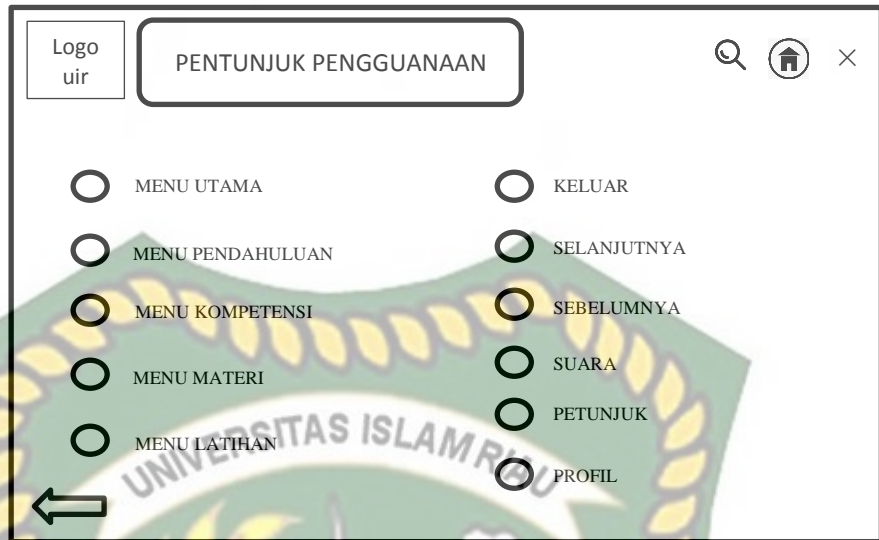 Logo
uir
PENTUNJUK PENGGUANAAN
MENU UTAMA
MENU PENDAHULUAN
MENU KOMPETENSI
MENU MATERI
MENU LATIHAN
KELUAR
SELANJUTNYA
SEBELUMNYA
SUARA
PETUNJUK
PROFIL
UNIVERSITAS ISLAM RIAU